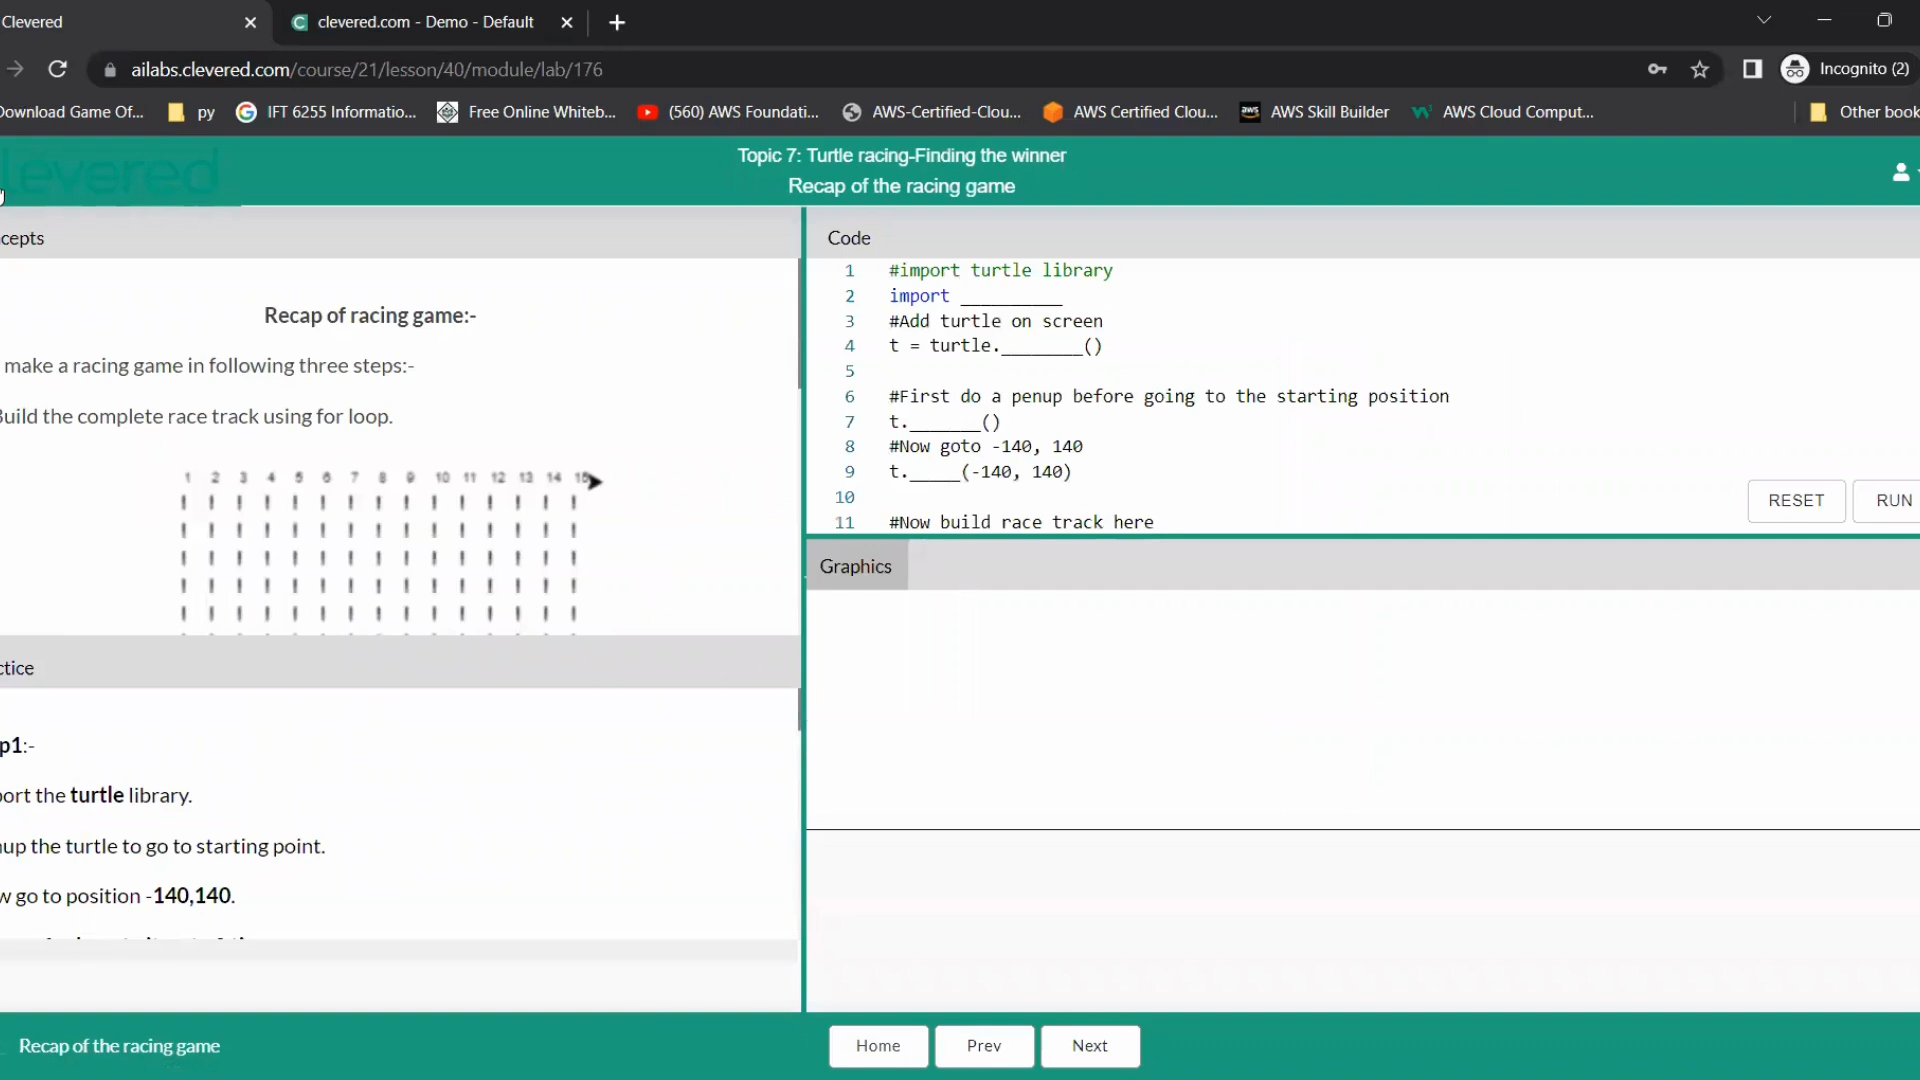 Clevered
clevered.com - Demo - Default
ailabs.clevered.com/course/21/lesson/40/module/lab/176
Incognito (2)
Download Game Of...
py
IFT 6255 Informatio...
Free Online Whiteb...
(560) AWS Foundati...
AWS-Certified-Clou...
AWS Certified Clou...
aws
AWS Skill Builder
AWS Cloud Comput...
Other book
clevered
Topic 7: Turtle racing-Finding the winner
Recap of the racing game
cepts
Recap of racing game:-
make a racing game in following three steps:-
Build the complete race track using for loop.
1 2 3 4 5 6 7 8 9 10 11 12 13 14 15
ctice
p1:-
port the turtle library.
nup the turtle to go to starting point.
w go to position -140,140.
Code
1 #import turtle library
2 import __________
3 #Add turtle on screen
4 t = turtle.________()
5
6 #First do a penup before going to the starting position
7 t._______()
8 #Now goto -140, 140
9 t._____(-140, 140)
10
11 #Now build race track here
RESET
RUN
Graphics
Recap of the racing game
Home
Prev
Next